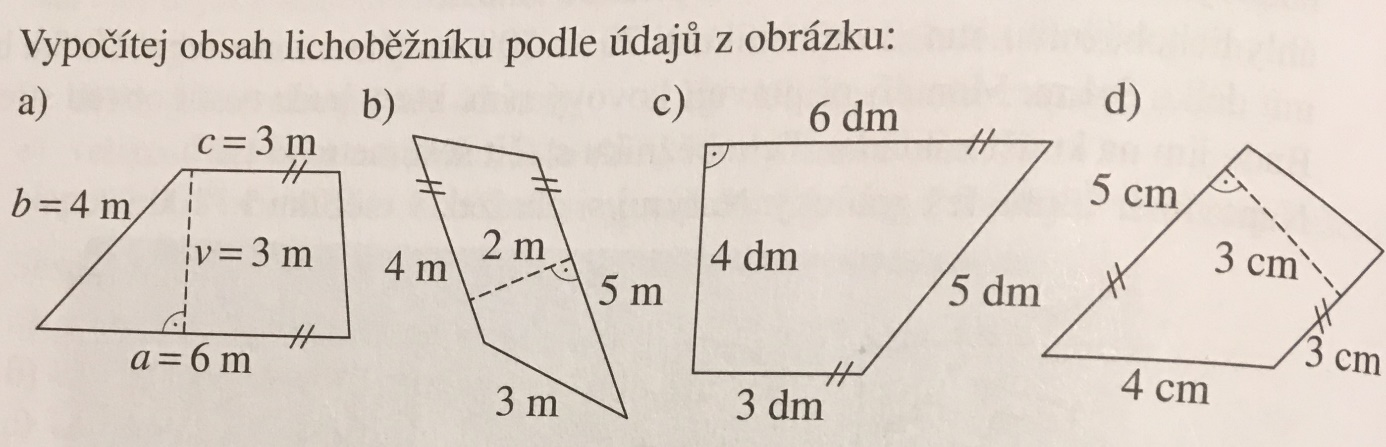 Vypočítej obsah lichoběžníku podle údajů z obrázku:
a)
c = 3 m
b = 4 m
v = 3 m
a = 6 m
b)
2 m
4 m
5 m
3 m
c)
6 dm
4 dm
5 dm
3 dm
d)
5 cm
3 cm
3 cm
4 cm